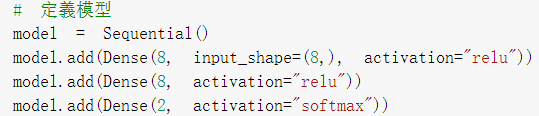 # 定義模型
model = Sequential()
model.add(Dense(8, input_shape=(8,), activation="relu"))
model.add(Dense(8, activation="relu"))
model.add(Dense(2, activation="softmax"))